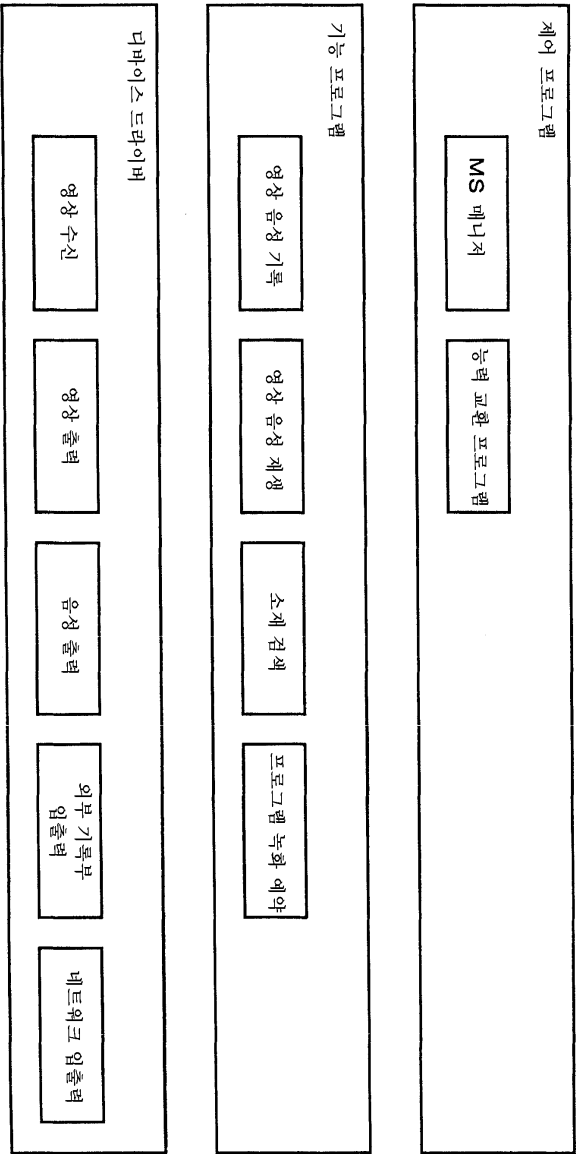 제어 프로그램
MS 매니저
능력 교환 프로그램
기능 프로그램
영상 음성 기록
영상 음성 재생
소재 검색
프로그램 녹화 예약
디바이스 드라이버
영상 수신
영상 출력
음성 출력
외부 기록부
입출력
네트워크 입출력